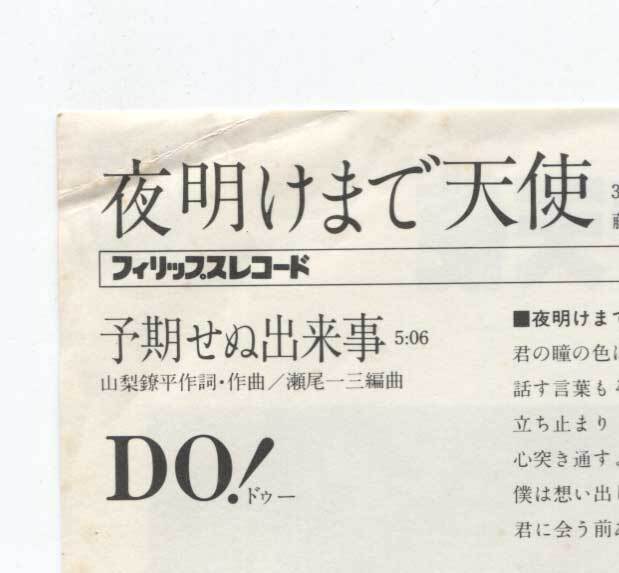 夜明けまで天使
フィリップスレコード
予期せぬ出来事 5:06
山梨鐐平作詞・作曲／瀬尾一三編曲
DO!
ドゥー
■夜明けまで
君の瞳の色
話す言葉も
立ち止まり
心突き通す
僕は想い出
君に会う前